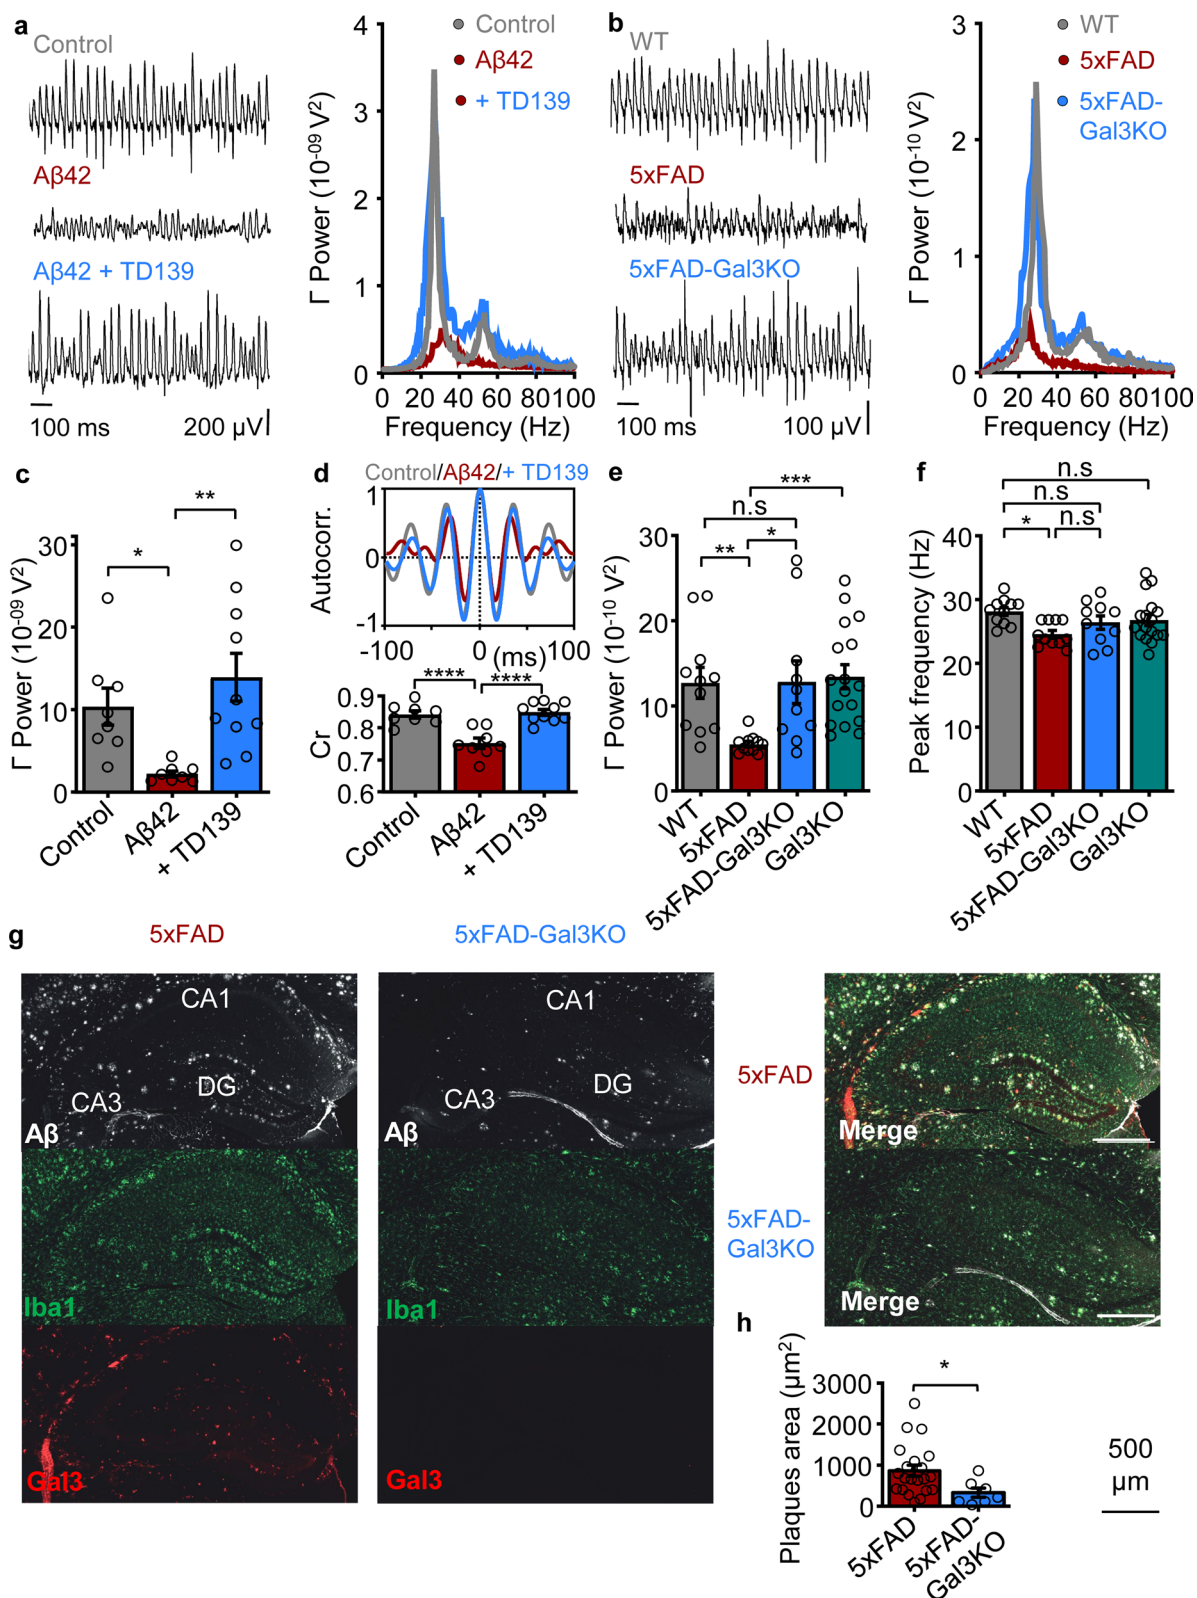 a
Control
Aβ42
Aβ42 + TD139
100 ms
200 µV
Γ Power (10⁻⁰⁹ V²)
4
3
2
1
0
Control
Aβ42
+ TD139
0 20 40 60 80 100
Frequency (Hz)
b
WT
5xFAD
5xFAD-Gal3KO
100 ms
100 µV
Γ Power (10⁻¹⁰ V²)
3
2
1
0
WT
5xFAD
5xFAD-
Gal3KO
0 20 40 60 80 100
Frequency (Hz)
c
Γ Power (10⁻⁰⁹ V²)
30
20
10
0
*
**
Control
Aβ42
+ TD139
d
Control/Aβ42/+ TD139
Autocorr.
1
0
−1
−100 0 (ms) 100
Cr
0.9
0.8
0.7
0.6
**** ****
Control
Aβ42
+ TD139
e
Γ Power (10⁻¹⁰ V²)
30
20
10
0
***
n.s
** *
WT
5xFAD
5xFAD-Gal3KO
Gal3KO
f
Peak frequency (Hz)
40
30
20
10
0
n.s
n.s
* n.s
WT
5xFAD
5xFAD-Gal3KO
Gal3KO
g
5xFAD
5xFAD-Gal3KO
CA1
DG
CA3
Aβ
Iba1
Gal3
CA1
DG
CA3
Aβ
Iba1
Gal3
5xFAD
Merge
5xFAD-
Gal3KO
Merge
h
Plaques area (µm²)
3000
2000
1000
0
*
5xFAD
5xFAD-
Gal3KO
500
µm